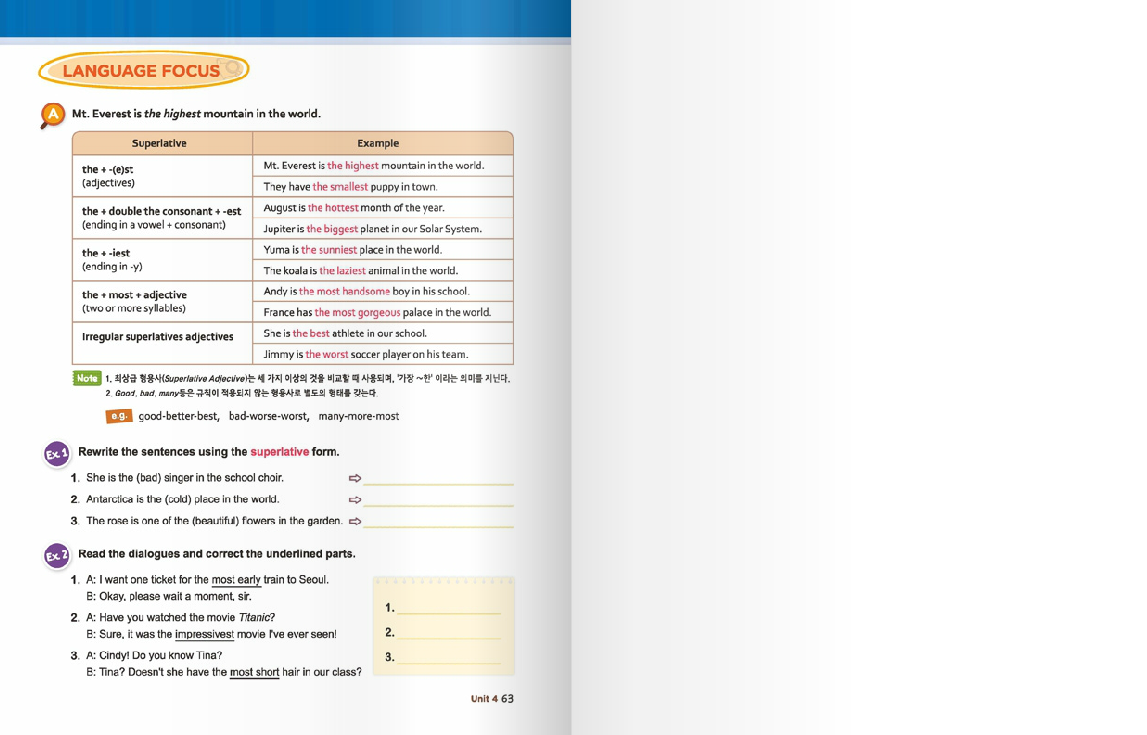 LANGUAGE FOCUS
A Mt. Everest is the highest mountain in the world.
Superlative Example
the + -(e)st
(adjectives)
Mt. Everest is the highest mountain in the world.
They have the smallest puppy in town.
the + double the consonant + -est
(ending in a vowel + consonant)
August is the hottest month of the year.
Jupiter is the biggest planet in our Solar System.
the + -iest
(ending in -y)
Yuma is the sunniest place in the world.
The koala is the laziest animal in the world.
the + most + adjective
(two or more syllables)
Andy is the most handsome boy in his school.
France has the most gorgeous palace in the world.
Irregular superlatives adjectives
She is the best athlete in our school.
Jimmy is the worst soccer player on his team.
Note 1. 최상급 형용사(Superlative Adjective)는 세 가지 이상의 것을 비교할 때 사용되며, '가장 ~한' 이라는 의미를 지닌다.
2. Good, bad, many등은 규칙이 적용되지 않는 형용사로 별도의 형태를 갖는다.
e.g. good-better-best, bad-worse-worst, many-more-most
Ex.1 Rewrite the sentences using the superlative form.
1. She is the (bad) singer in the school choir. ⇨
2. Antarctica is the (cold) place in the world. ⇨
3. The rose is one of the (beautiful) flowers in the garden. ⇨
Ex.2 Read the dialogues and correct the underlined parts.
1. A: I want one ticket for the most early train to Seoul.
B: Okay, please wait a moment, sir.
2. A: Have you watched the movie Titanic?
B: Sure, it was the impressivest movie I've ever seen!
3. A: Cindy! Do you know Tina?
B: Tina? Doesn't she have the most short hair in our class?
1.
2.
3.
Unit 4 63